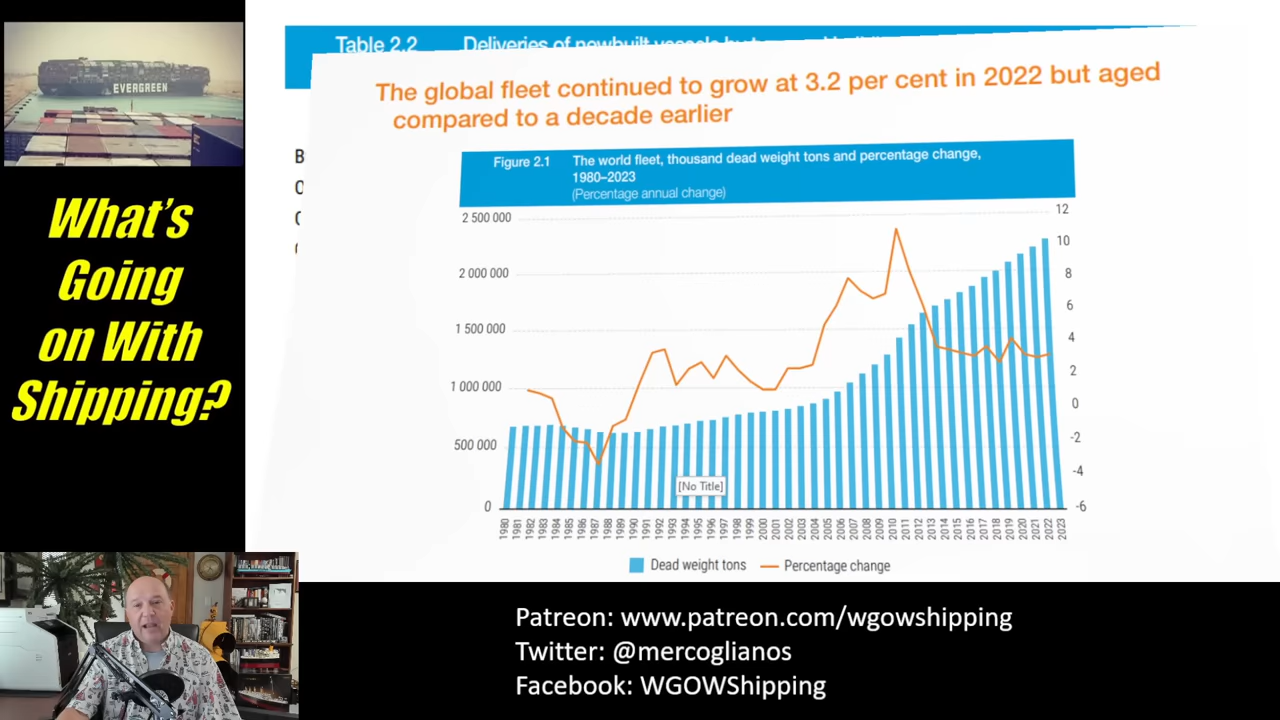 EVERGREEN
What's
Going
on With
Shipping?
Table 2.2
The global fleet continued to grow at 3.2 per cent in 2022 but aged
compared to a decade earlier
Figure 2.1 The world fleet, thousand dead weight tons and percentage change,
1980–2023
(Percentage annual change)
2 500 000
2 000 000
1 500 000
1 000 000
500 000
0
12
10
8
6
4
2
0
-2
-4
-6
[No Title]
1980 1981 1982 1983 1984 1985 1986 1987 1988 1989 1990 1991 1992 1993 1994 1995 1996 1997 1998 1999 2000 2001 2002 2003 2004 2005 2006 2007 2008 2009 2010 2011 2012 2013 2014 2015 2016 2017 2018 2019 2020 2021 2022 2023
Dead weight tons Percentage change
Patreon: www.patreon.com/wgowshipping
Twitter: @mercoglianos
Facebook: WGOWShipping